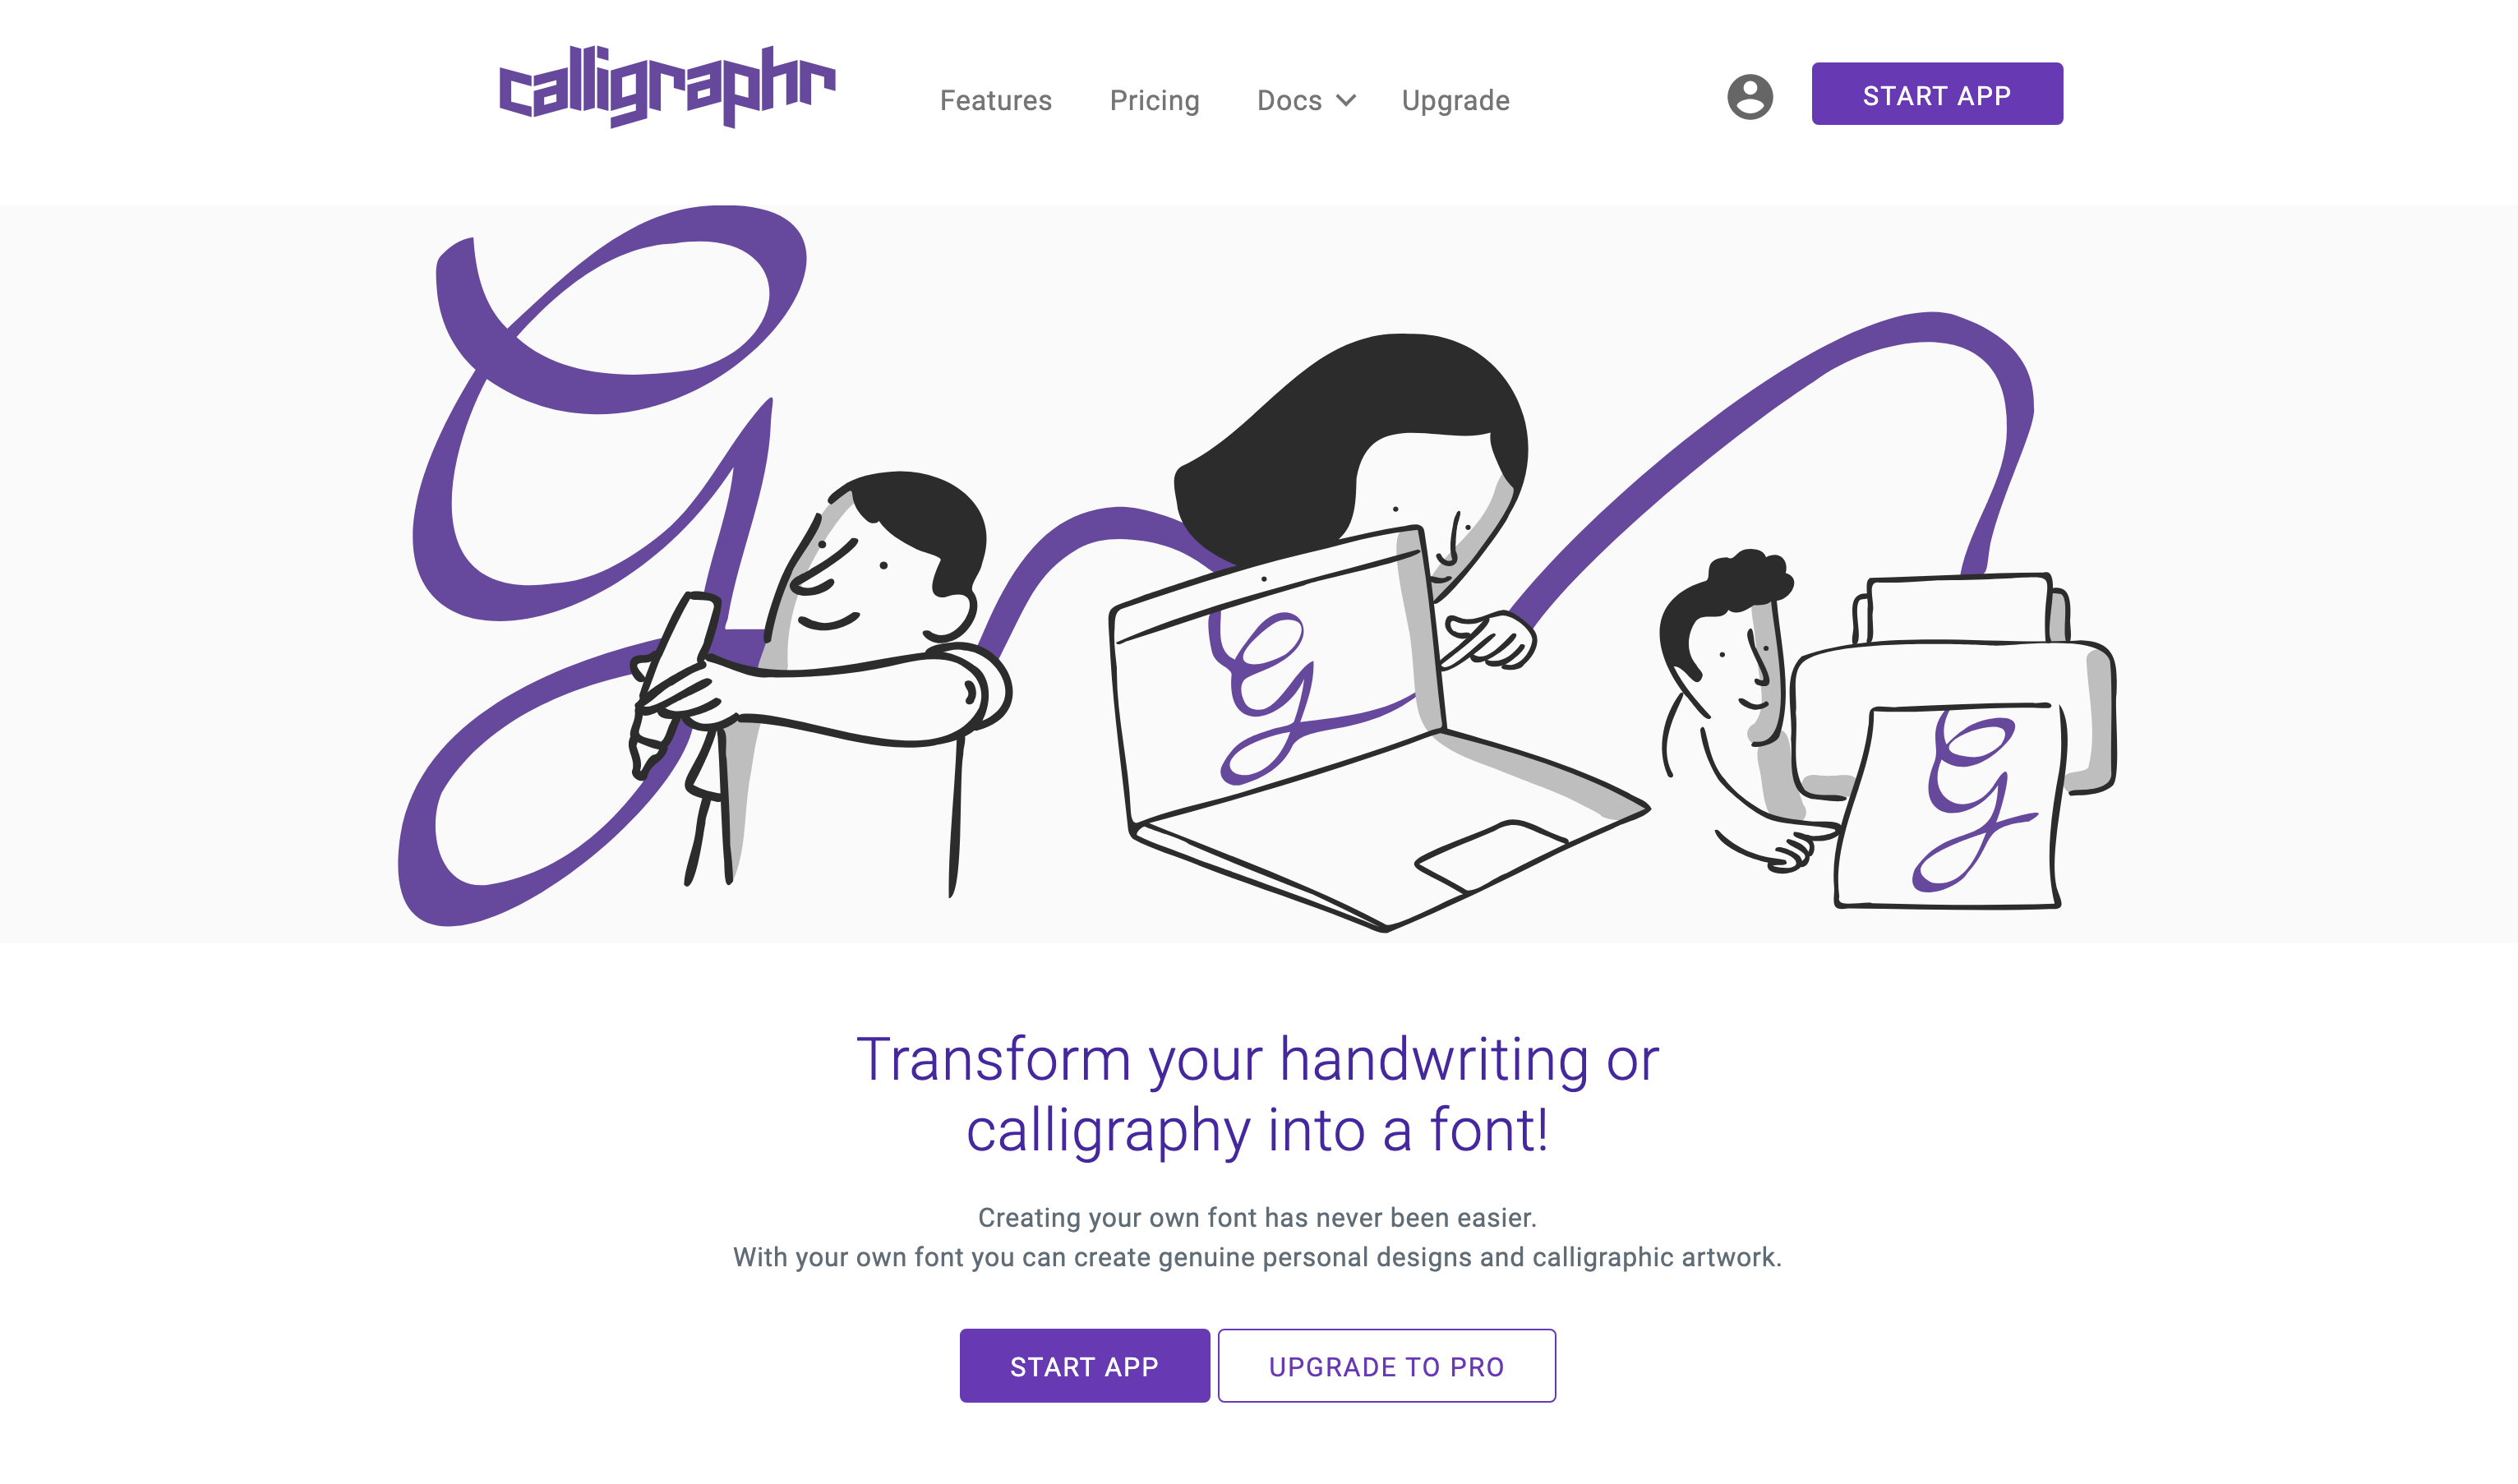 calligraphr
Features Pricing Docs Upgrade START APP
g
g
g
Transform your handwriting or
calligraphy into a font!
Creating your own font has never been easier.
With your own font you can create genuine personal designs and calligraphic artwork.
START APP UPGRADE TO PRO